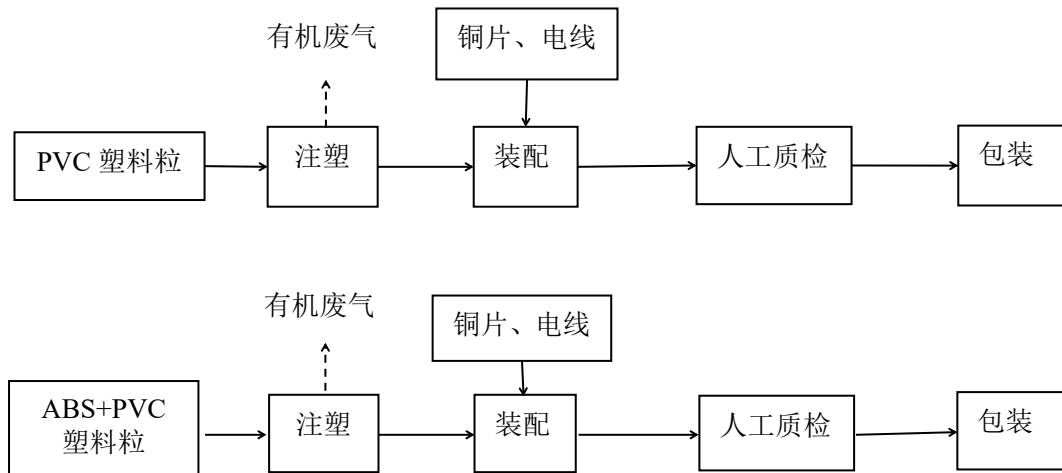 有机废气
铜片、电线
PVC 塑料粒
注塑
装配
人工质检
包装
有机废气
铜片、电线
ABS+PVC
塑料粒
注塑
装配
人工质检
包装